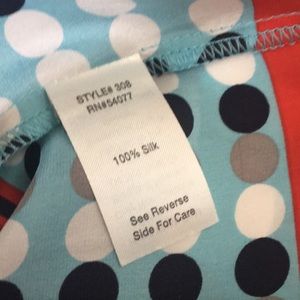 STYLE# 308
RN#54077
100% Silk
See Reverse
Side For Care